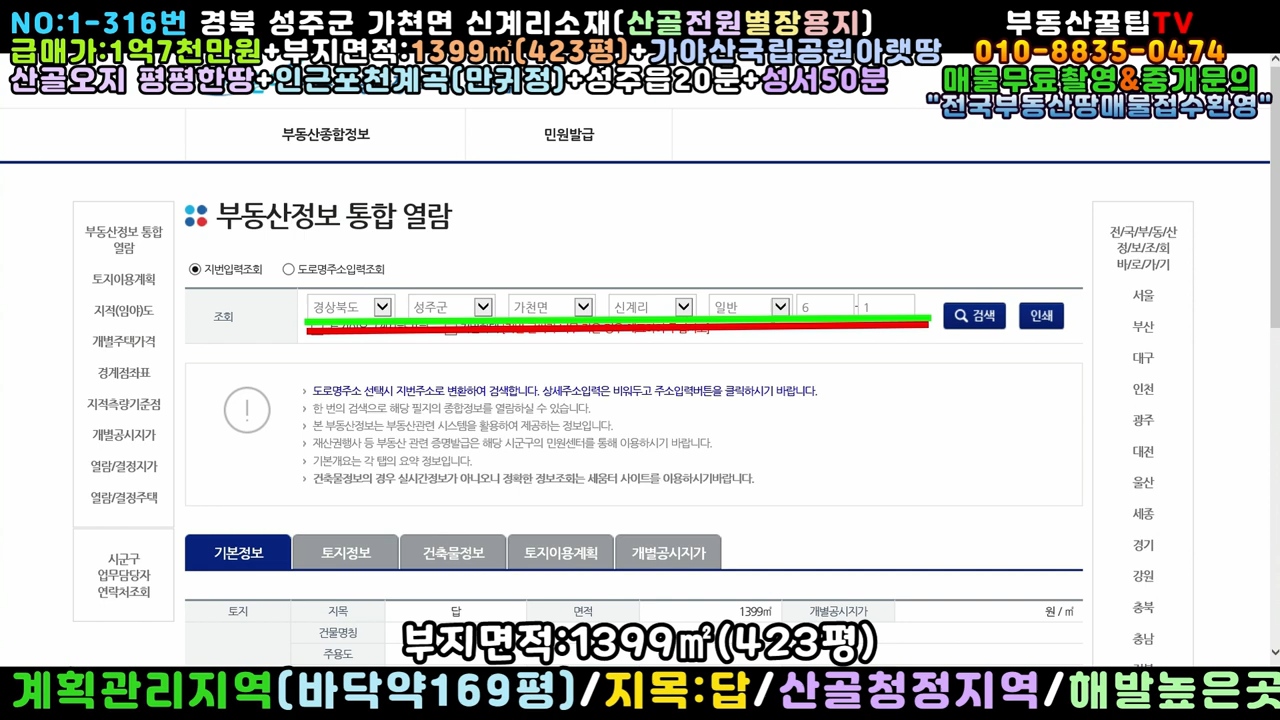 NO:1-316번 경북 성주군 가천면 신계리소재(산골전원별장용지)
부동산꿀팁TV
급매가:1억7천만원+부지면적:1399㎡(423평)+가야산국립공원아랫땅
010-8835-0474
산골오지 평평한땅+인근포천계곡(만귀정)+성주읍20분+성서50분
매물무료촬영&중개문의
"전국부동산땅매물접수환영"
부동산종합정보 민원발급
부동산정보 통합 열람
부동산정보 통합
열람
토지이용계획
지적(임야)도
개별주택가격
경계점좌표
지적측량기준점
개별공시지가
열람/결정지가
열람/결정주택
시군구
업무담당자
연락처조회
지번입력조회 도로명주소입력조회
조회 경상북도 성주군 가천면 신계리 일반 6 - 1 검색 인쇄
› 도로명주소 선택시 지번주소로 변환하여 검색합니다. 상세주소입력은 비워두고 주소입력버튼을 클릭하시기 바랍니다.
› 한 번의 검색으로 해당 필지의 종합정보를 열람하실 수 있습니다.
› 본 부동산정보는 부동산관련 시스템을 활용하여 제공하는 정보입니다.
› 재산권행사 등 부동산 관련 증명발급은 해당 시군구의 민원센터를 통해 이용하시기 바랍니다.
› 기본개요는 각 탭의 요약 정보입니다.
› 건축물정보의 경우 실시간정보가 아니오니 정확한 정보조회는 세움터 사이트를 이용하시기바랍니다.
기본정보 토지정보 건축물정보 토지이용계획 개별공시지가
토지 지목 답 면적 1399㎡ 개별공시지가 원 / ㎡
건물명칭
주용도
전/국/부/동/산
정/보/조/회
바/로/가/기
서울
부산
대구
인천
광주
대전
울산
세종
경기
강원
충북
충남
부지면적:1399㎡(423평)
계획관리지역(바닥약169평)/지목:답/산골청정지역/해발높은곳